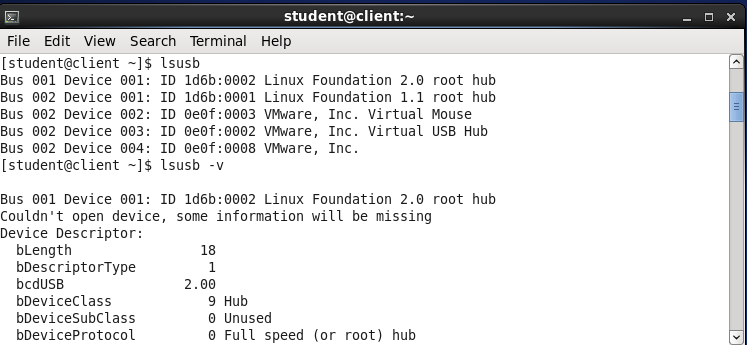 student@client:~
File Edit View Search Terminal Help
[student@client ~]$ lsusb
Bus 001 Device 001: ID 1d6b:0002 Linux Foundation 2.0 root hub
Bus 002 Device 001: ID 1d6b:0001 Linux Foundation 1.1 root hub
Bus 002 Device 002: ID 0e0f:0003 VMware, Inc. Virtual Mouse
Bus 002 Device 003: ID 0e0f:0002 VMware, Inc. Virtual USB Hub
Bus 002 Device 004: ID 0e0f:0008 VMware, Inc.
[student@client ~]$ lsusb -v
Bus 001 Device 001: ID 1d6b:0002 Linux Foundation 2.0 root hub
Couldn't open device, some information will be missing
Device Descriptor:
  bLength                18
  bDescriptorType         1
  bcdUSB               2.00
  bDeviceClass            9 Hub
  bDeviceSubClass         0 Unused
  bDeviceProtocol         0 Full speed (or root) hub